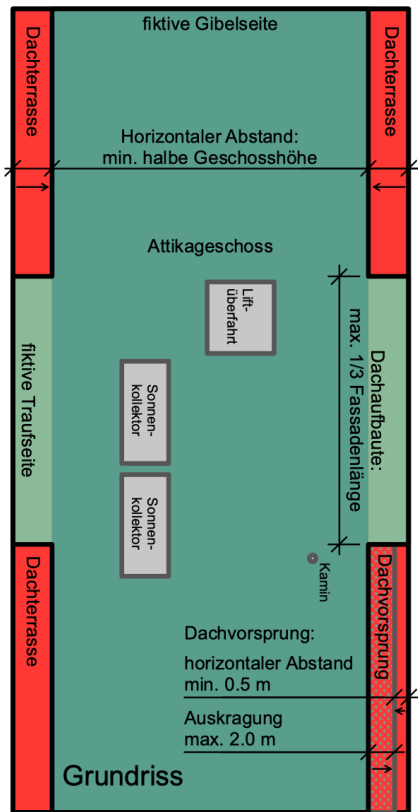 fiktive Gibelseite
Dachterrasse
Dachterrasse
Horizontaler Abstand:
min. halbe Geschosshöhe
Attikageschoss
Lift-
überfahrt
fiktive Traufseite
Sonnen-
kollektor
Sonnen-
kollektor
Dachaufbaute:
max. 1/3 Fassadenlänge
Kamin
Dachterrasse
Dachvorsprung
Dachvorsprung:
horizontaler Abstand
min. 0.5 m
Auskragung
max. 2.0 m
Grundriss